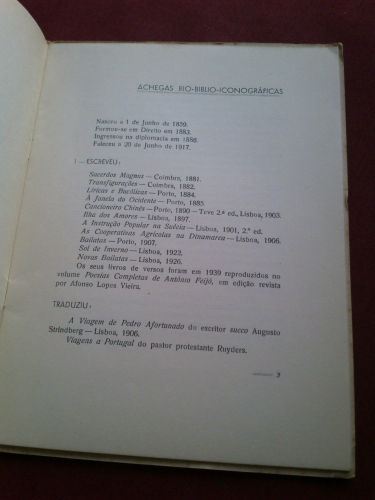 ACHEGAS BIO-BIBLIO-ICONOGRÁFICAS
Nasceu a 1 de Junho de 1859.
Formou-se em Direito em 1883.
Ingressou na diplomacia em 1886.
Faleceu a 20 de Junho de 1917.
I — ESCREVEU:
Sacerdos Magnus — Coimbra, 1881.
Transfigurações — Coimbra, 1882.
Líricas e Bucólicas — Porto, 1884.
À Janela do Ocidente — Porto, 1885.
Cancioneiro Chinês — Porto, 1890 — Teve 2.ª ed., Lisboa, 1903.
Ilha dos Amores — Lisboa, 1897.
A Instrução Popular na Suécia — Lisboa, 1901, 2.ª ed.
As Cooperativas Agrícolas na Dinamarca — Lisboa, 1906.
Bailatas — Porto, 1907.
Sol de Inverno — Lisboa, 1922.
Novas Bailatas — Lisboa, 1926.
Os seus livros de versos foram em 1939 reproduzidos no
volume Poesias Completas de António Feijó, em edição revista
por Afonso Lopes Vieira.
TRADUZIU:
A Viagem de Pedro Afortunado do escritor sueco Augusto
Strindberg — Lisboa, 1906.
Viagens a Portugal do pastor protestante Ruyders.
3